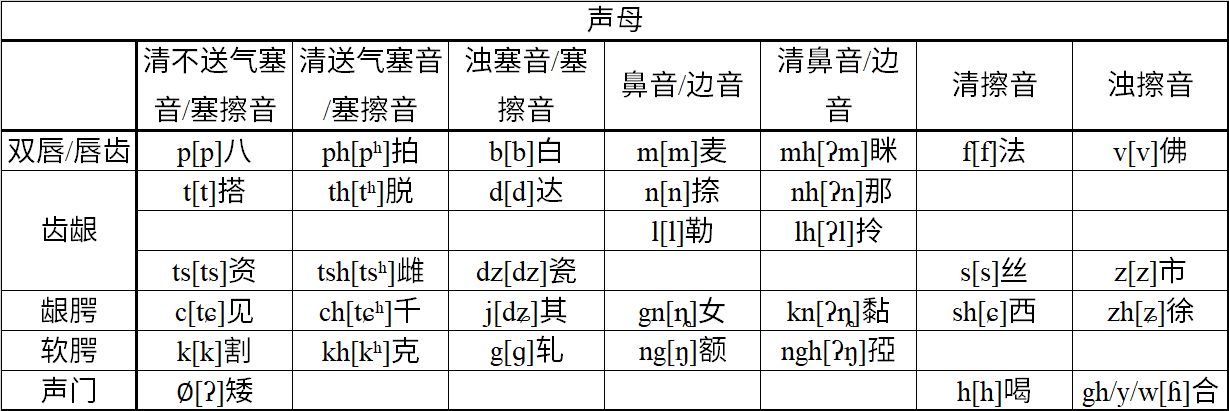 声母
清不送气塞音/塞擦音 清送气塞音/塞擦音 浊塞音/塞擦音 鼻音/边音 清鼻音/边音 清擦音 浊擦音
双唇/唇齿 p[p]八 ph[pʰ]拍 b[b]白 m[m]麦 mh[ʔm]眯 f[f]法 v[v]佛
齿龈 t[t]搭 th[tʰ]脱 d[d]达 n[n]捺 nh[ʔn]那
l[l]勒 lh[ʔl]拎
ts[ts]资 tsh[tsʰ]雌 dz[dz]瓷 s[s]丝 z[z]市
龈腭 c[tɕ]见 ch[tɕʰ]千 j[dʑ]其 gn[ȵ]女 kn[ʔȵ]黏 sh[ɕ]西 zh[ʑ]徐
软腭 k[k]割 kh[kʰ]克 g[ɡ]轧 ng[ŋ]额 ngh[ʔŋ]㧶
声门 ∅[ʔ]矮 h[h]喝 gh/y/w[ɦ]合